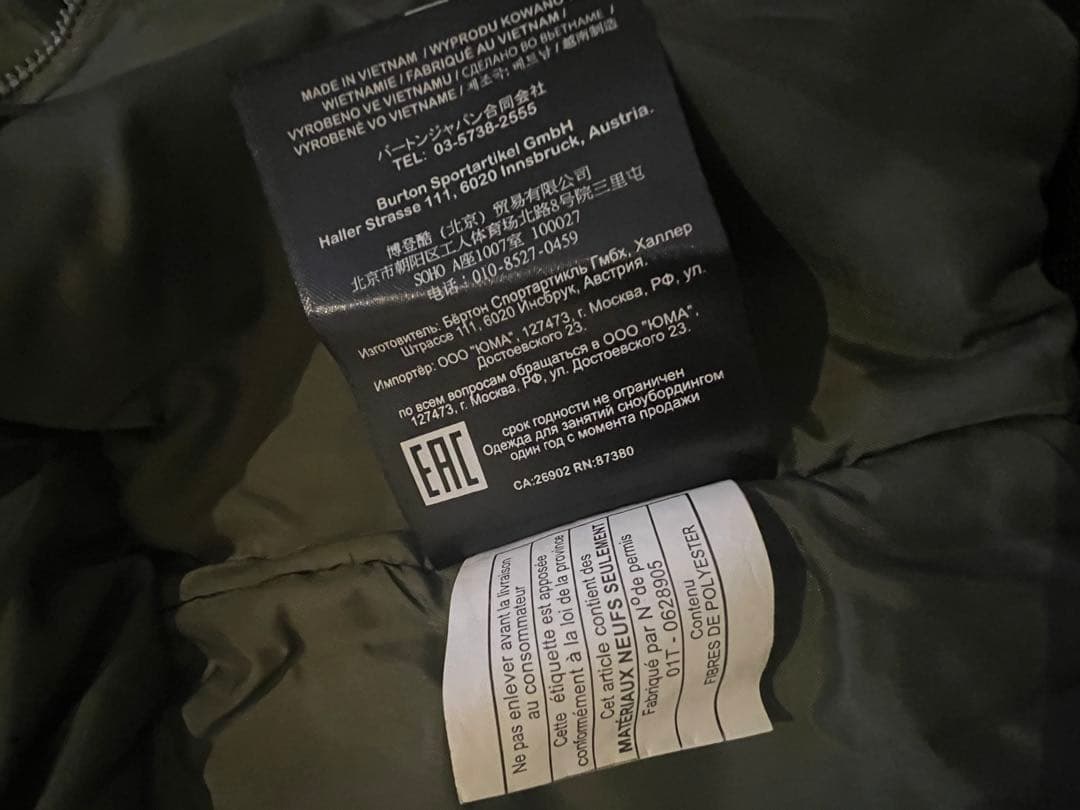 MADE IN VIETNAM / WYPRODU KOWANO
WIETNAMIE / FABRIQUÉ AU VIETNAM /
VYROBENO VE VIETNAMU / СДЕЛАНО ВО ВЬЕТНАМЕ /
VYROBENÉ VO VIETNAME / 제조국: 베트남 / 越南制造
バートンジャパン合同会社
TEL: 03-5738-2555
Burton Sportartikel GmbH
Haller Strasse 111, 6020 Innsbruck, Austria.
博登酷（北京）贸易有限公司
北京市朝阳区工人体育场北路8号院三里屯
SOHO A座1007室 100027
电话：010-8527-0459
Изготовитель: Бёртон Спортартикль Гмбх, Халлер
Штрассе 111, 6020 Инсбрук, Австрия.
Импортёр: ООО "ЮМА", 127473, г. Москва, РФ, ул.
Достоевского 23.
по всем вопросам обращаться в ООО "ЮМА",
127473, г. Москва, РФ, ул. Достоевского 23.
срок годности не ограничен
Одежда для занятий сноубордингом
один год с момента продажи
EAC
CA:26902 RN:87380
Ne pas enlever avant la livraison
au consommateur
Cette étiquette est apposée
conformément à la loi de la province
Cet article contient des
MATÉRIAUX NEUFS SEULEMENT
Fabriqué par N° de permis
01T - 0628905
Contenu
FIBRES DE POLYESTER